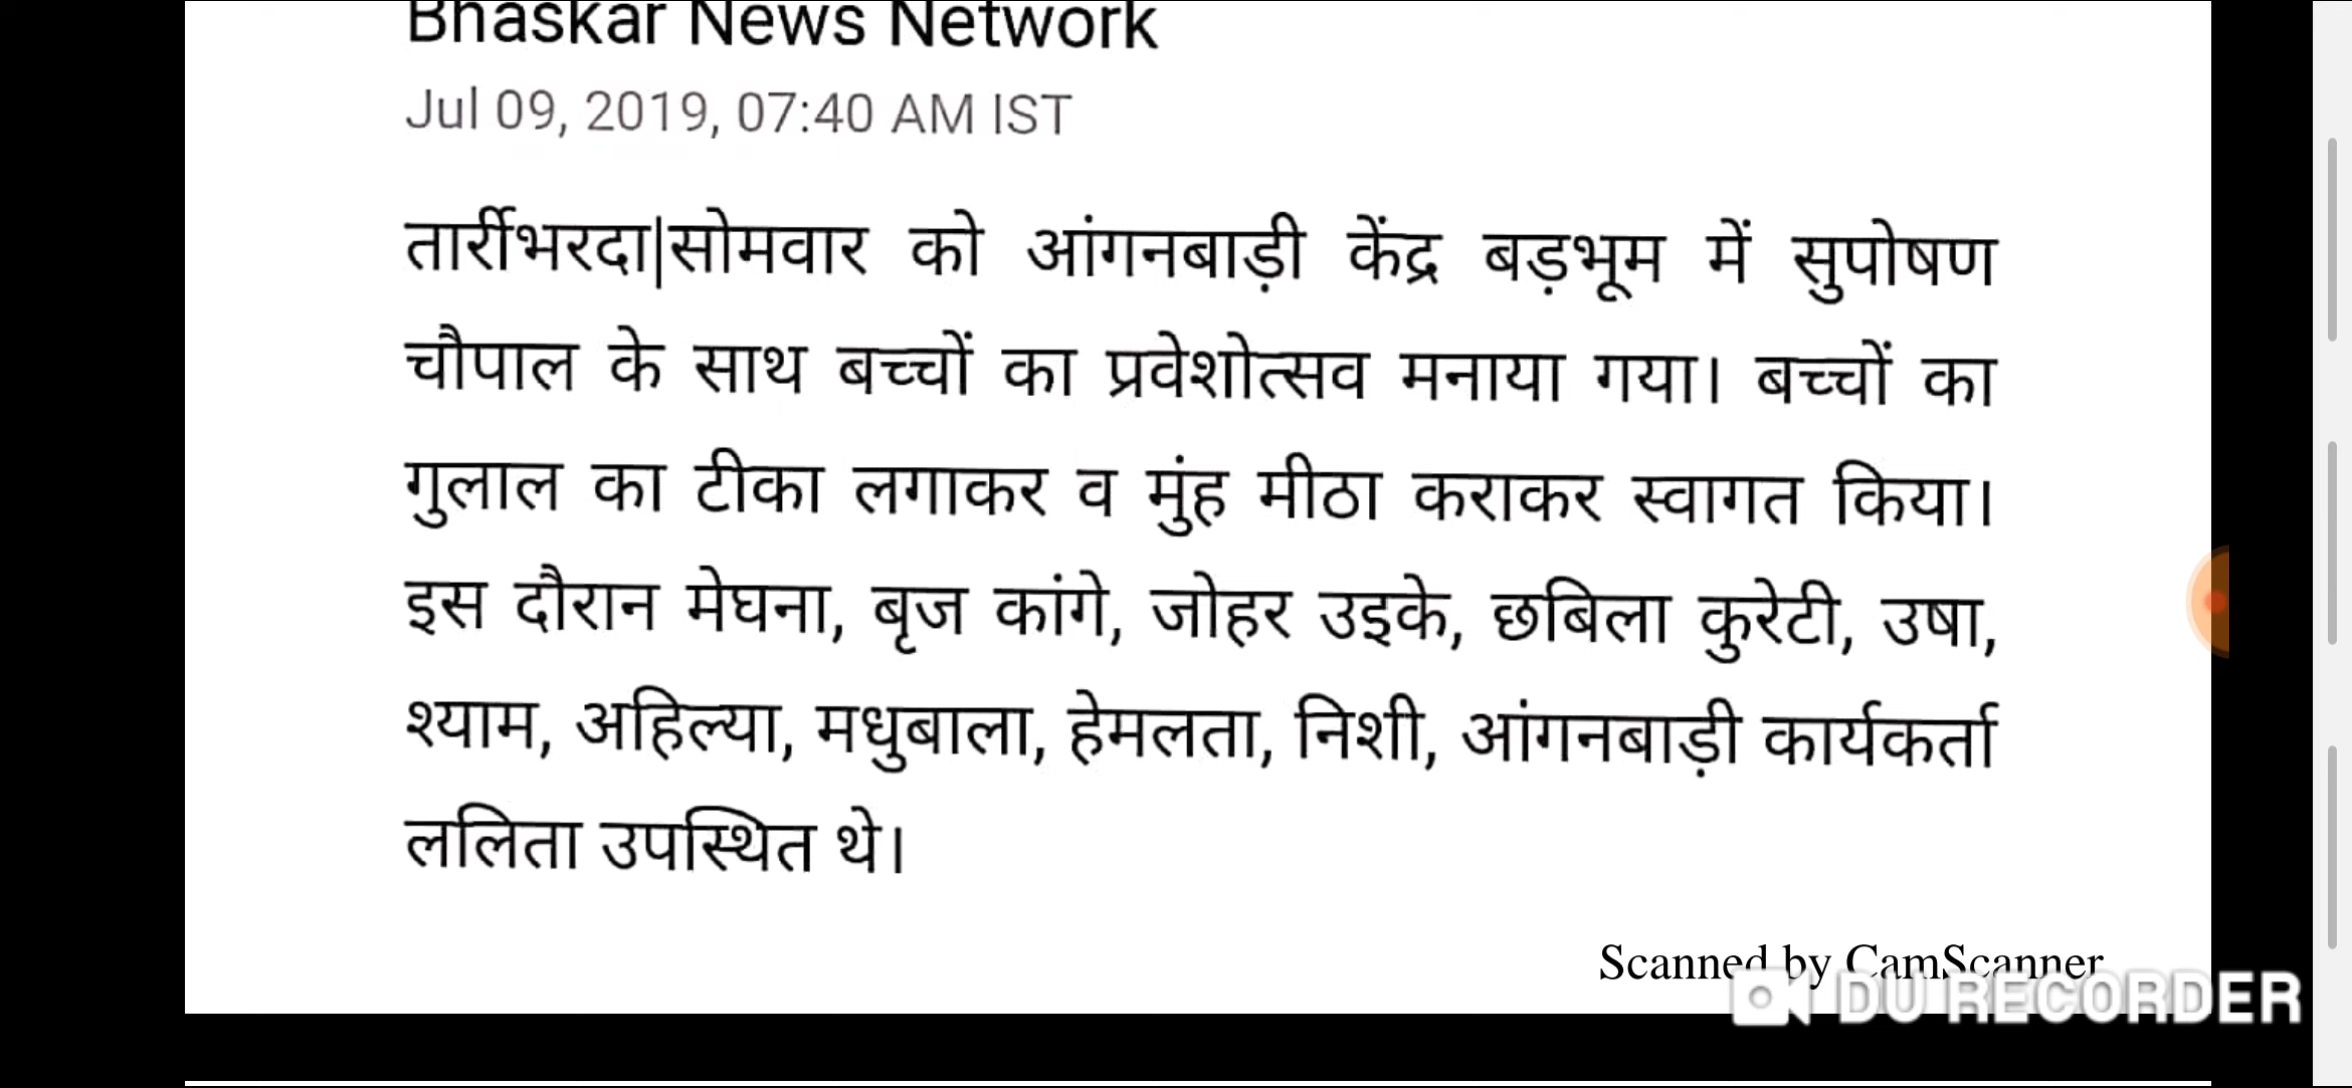 Bhaskar News Network
Jul 09, 2019, 07:40 AM IST
तार्रीभरदा|सोमवार को आंगनबाड़ी केंद्र बड़भूम में सुपोषण
चौपाल के साथ बच्चों का प्रवेशोत्सव मनाया गया। बच्चों का
गुलाल का टीका लगाकर व मुंह मीठा कराकर स्वागत किया।
इस दौरान मेघना, बृज कांगे, जोहर उइके, छबिला कुरेटी, उषा,
श्याम, अहिल्या, मधुबाला, हेमलता, निशी, आंगनबाड़ी कार्यकर्ता
ललिता उपस्थित थे।
Scanned by CamScanner
DU RECORDER